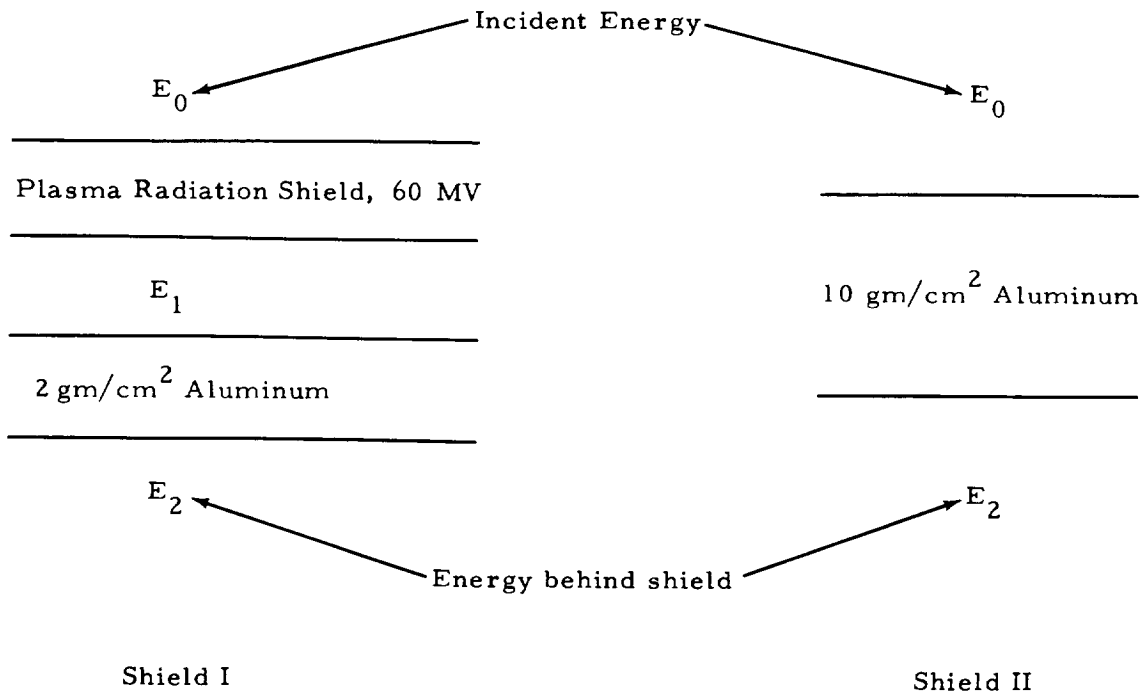 Incident Energy
E₀
E₀
Plasma Radiation Shield, 60 MV
E₁
10 gm/cm² Aluminum
2 gm/cm² Aluminum
E₂
E₂
Energy behind shield
Shield I
Shield II